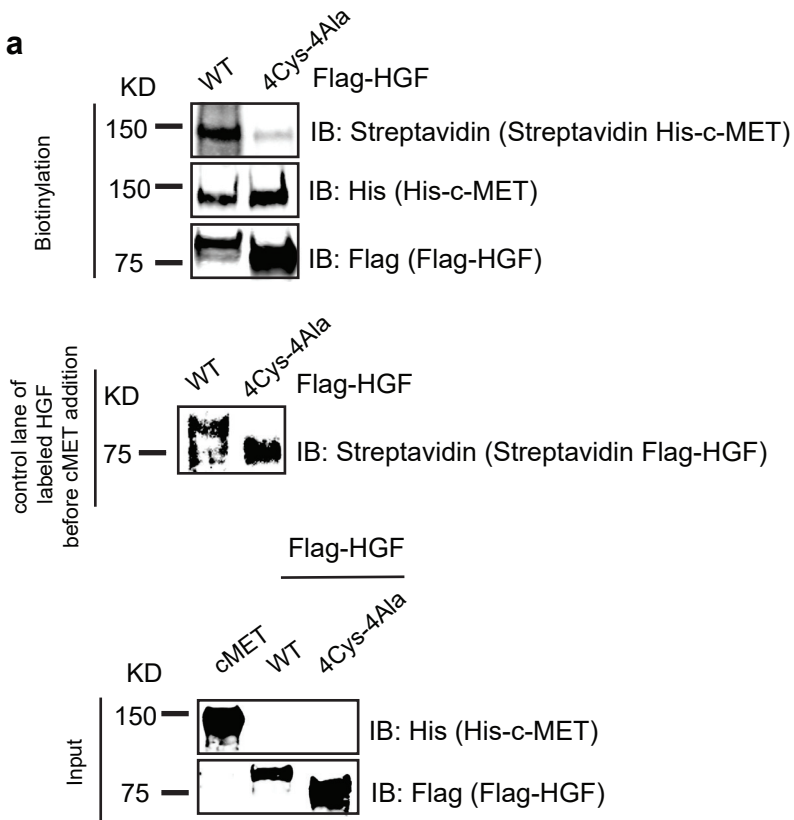 a
WT
4Cys-4Ala
Flag-HGF
KD
Biotinylation
150
IB: Streptavidin (Streptavidin His-c-MET)
150
IB: His (His-c-MET)
75
IB: Flag (Flag-HGF)
control lane of
labeled HGF
before cMET addition
WT
4Cys-4Ala
Flag-HGF
KD
75
IB: Streptavidin (Streptavidin Flag-HGF)
Flag-HGF
cMET
WT
4Cys-4Ala
KD
Input
150
IB: His (His-c-MET)
75
IB: Flag (Flag-HGF)